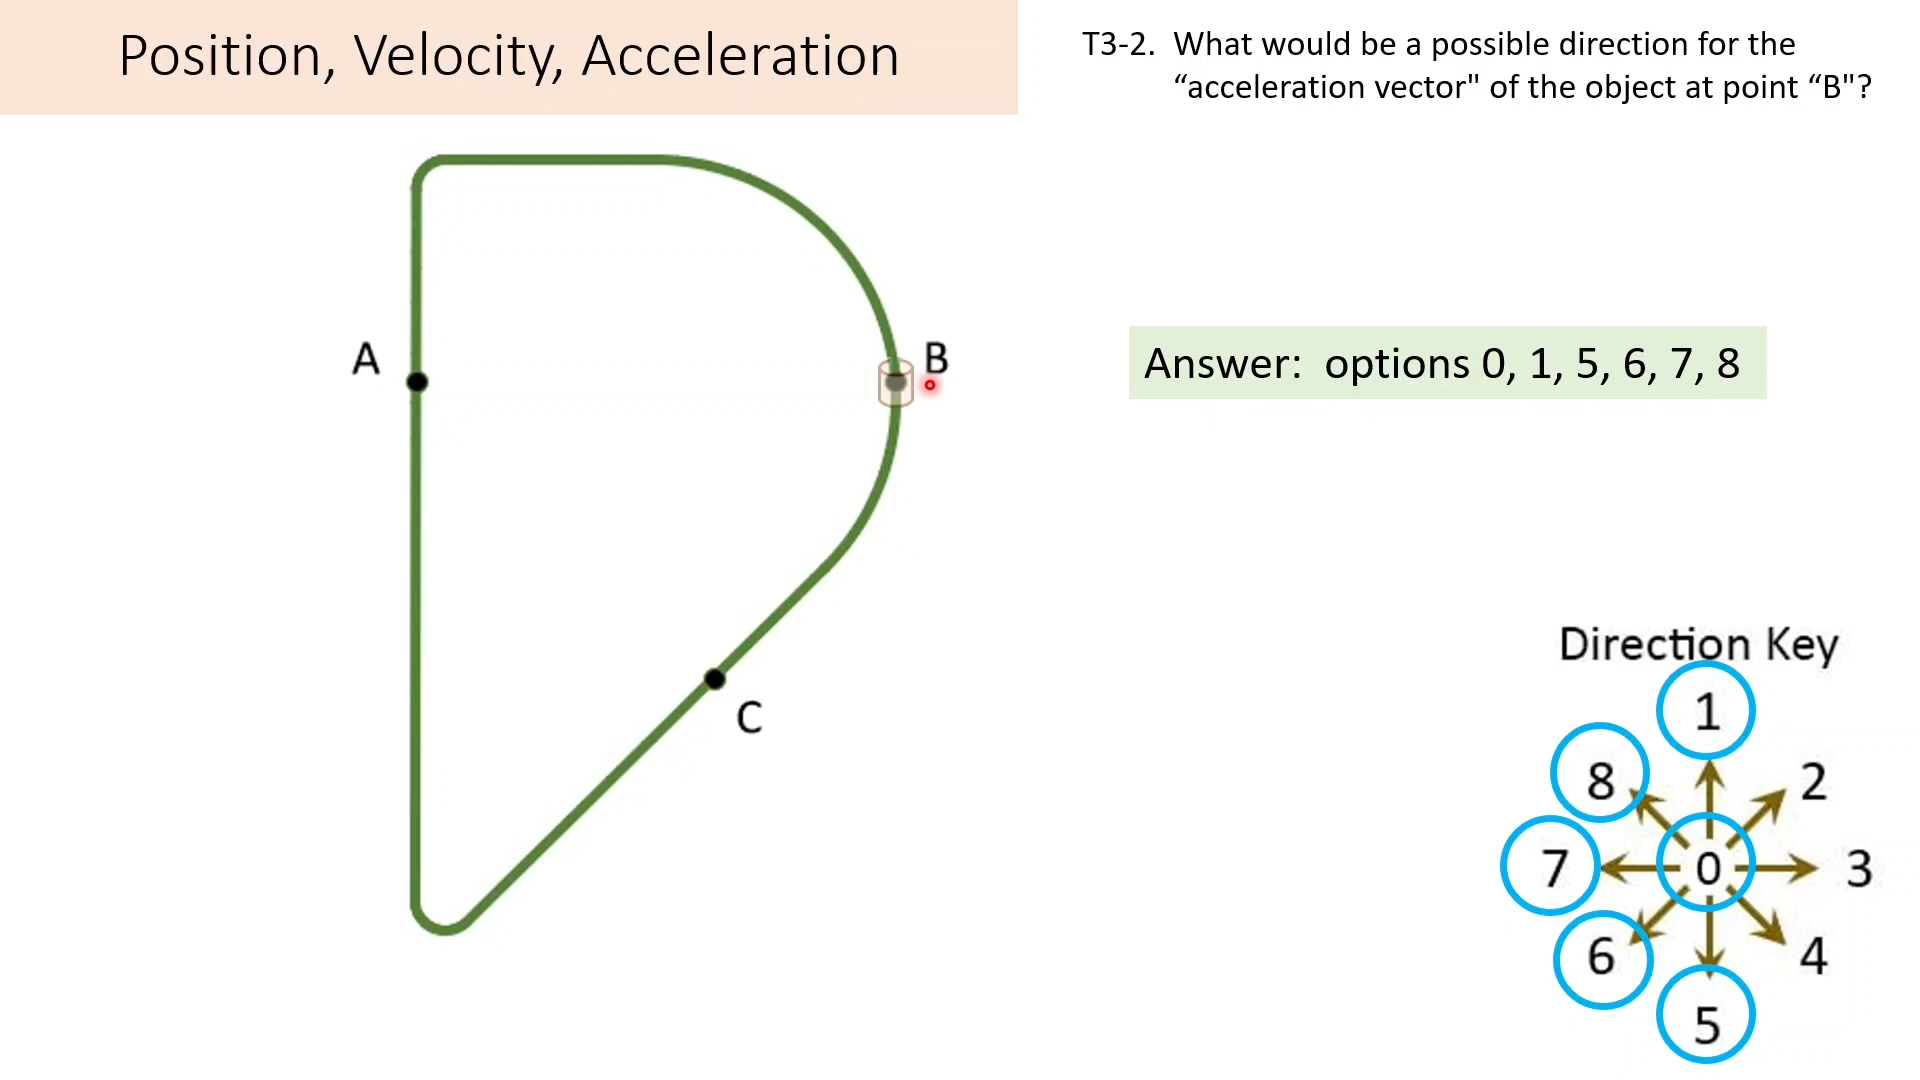 Position, Velocity, Acceleration
T3-2. What would be a possible direction for the
“acceleration vector" of the object at point “B"?
A
B
Answer: options 0, 1, 5, 6, 7, 8
C
Direction Key
1
8
2
7
0
3
6
4
5